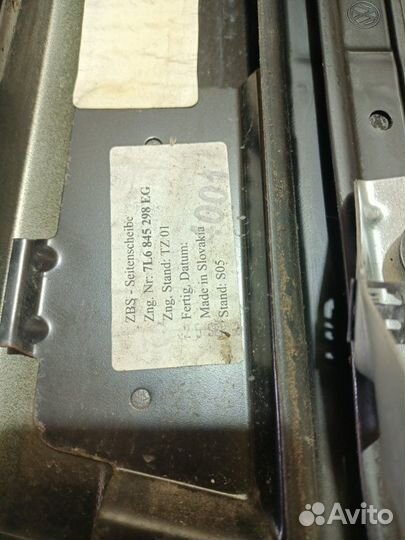 ZBS - Seitenscheibe
Zng. Nr: 7L6 845 298 EG
Zng. Stand: TZ 01
Fertig. Datum:
Made in Slovakia
Stand: S05
Avito